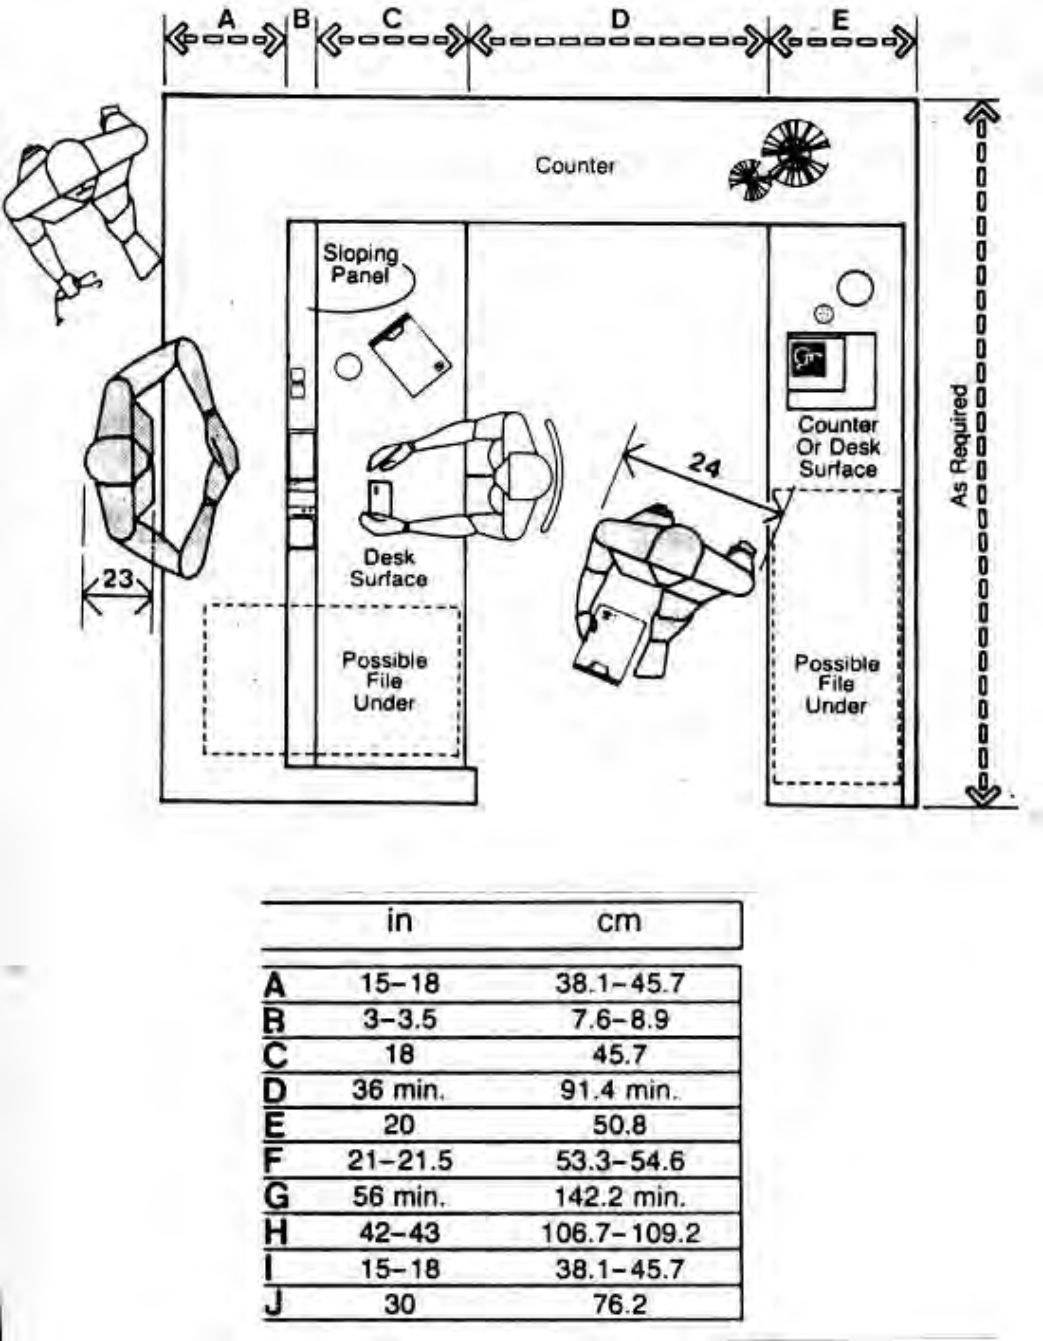 A B C D E
Counter
Sloping
Panel
Counter
Or Desk
Surface
As Required
24
Desk
Surface
23
Possible
File
Under
Possible
File
Under
in cm
A 15–18 38.1–45.7
B 3–3.5 7.6–8.9
C 18 45.7
D 36 min. 91.4 min.
E 20 50.8
F 21–21.5 53.3–54.6
G 56 min. 142.2 min.
H 42–43 106.7–109.2
I 15–18 38.1–45.7
J 30 76.2